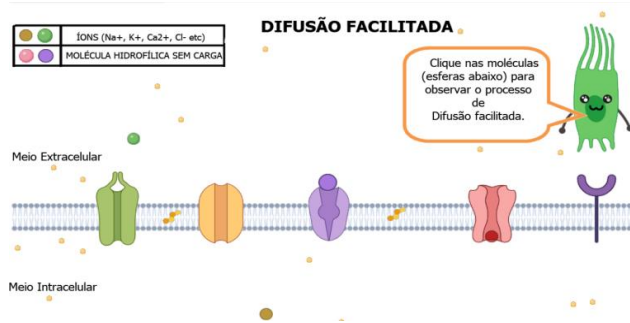 DIFUSÃO FACILITADA
ÍONS (Na+, K+, Ca2+, Cl- etc)
MOLÉCULA HIDROFÍLICA SEM CARGA
Clique nas moléculas
(esferas abaixo) para
observar o processo
de
Difusão facilitada.
Meio Extracelular
Meio Intracelular